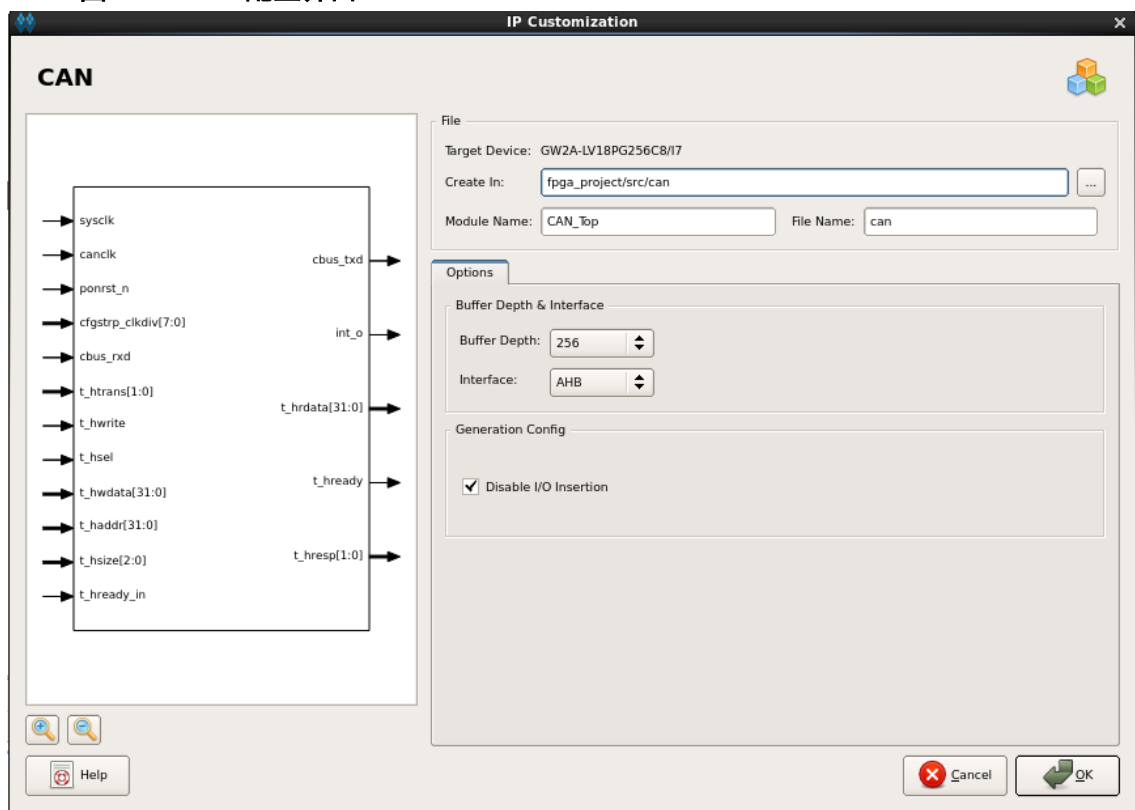 IP Customization
CAN
sysclk
canclk
ponrst_n
cfgstrp_clkdiv[7:0]
cbus_rxd
t_htrans[1:0]
t_hwrite
t_hsel
t_hwdata[31:0]
t_haddr[31:0]
t_hsize[2:0]
t_hready_in
cbus_txd
int_o
t_hrdata[31:0]
t_hready
t_hresp[1:0]
File
Target Device: GW2A-LV18PG256C8/I7
Create In: fpga_project/src/can ...
Module Name: CAN_Top File Name: can
Options
Buffer Depth & Interface
Buffer Depth: 256
Interface: AHB
Generation Config
Disable I/O Insertion
Help
Cancel
OK